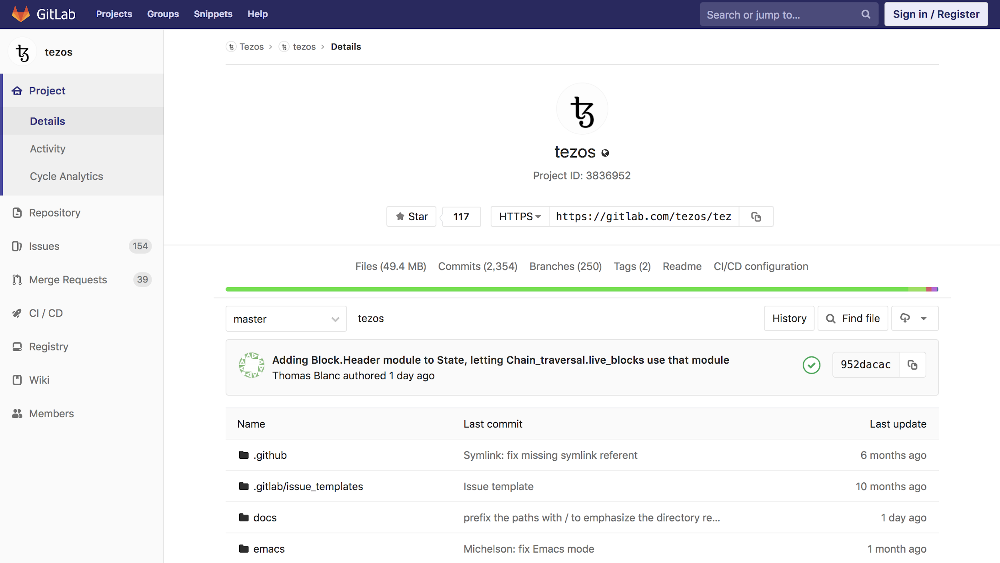 GitLab Projects Groups Snippets Help Search or jump to... Sign in / Register
tezos
Project
Details
Activity
Cycle Analytics
Repository
Issues 154
Merge Requests 39
CI / CD
Registry
Wiki
Members
Tezos › tezos › Details
tezos
Project ID: 3836952
Star 117 HTTPS https://gitlab.com/tezos/tez
Files (49.4 MB) Commits (2,354) Branches (250) Tags (2) Readme CI/CD configuration
master tezos History Find file
Adding Block.Header module to State, letting Chain_traversal.live_blocks use that module
Thomas Blanc authored 1 day ago
952dacac
Name Last commit Last update
.github Symlink: fix missing symlink referent 6 months ago
.gitlab/issue_templates Issue template 10 months ago
docs prefix the paths with / to emphasize the directory re... 1 day ago
emacs Michelson: fix Emacs mode 1 month ago